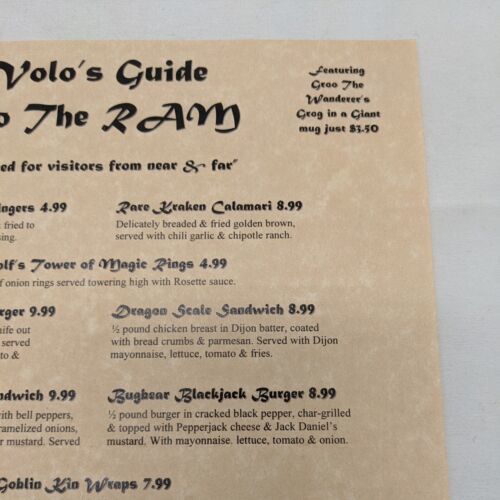 Volo's Guide
o The RAM
Featuring
Groo The
Wanderer's
Grog in a Giant
mug just $3.50
ed for visitors from near & far"
ingers 4.99
fried to
sing.
Rare Kraken Calamari 8.99
Delicately breaded & fried golden brown,
served with chili garlic & chipotle ranch.
olf's Tower of Magic Rings 4.99
f onion rings served towering high with Rosette sauce.
rger 9.99
nife out
served
to &
Dragon Scale Sandwich 8.99
½ pound chicken breast in Dijon batter, coated
with bread crumbs & parmesan. Served with Dijon
mayonnaise, lettuce, tomato & fries.
ndwich 9.99
with bell peppers,
ramelized onions,
r mustard. Served
Bugbear Blackjack Burger 8.99
½ pound burger in cracked black pepper, char-grilled
& topped with Pepperjack cheese & Jack Daniel's
mustard. With mayonnaise. lettuce, tomato & onion.
Goblin Kin Wraps 7.99